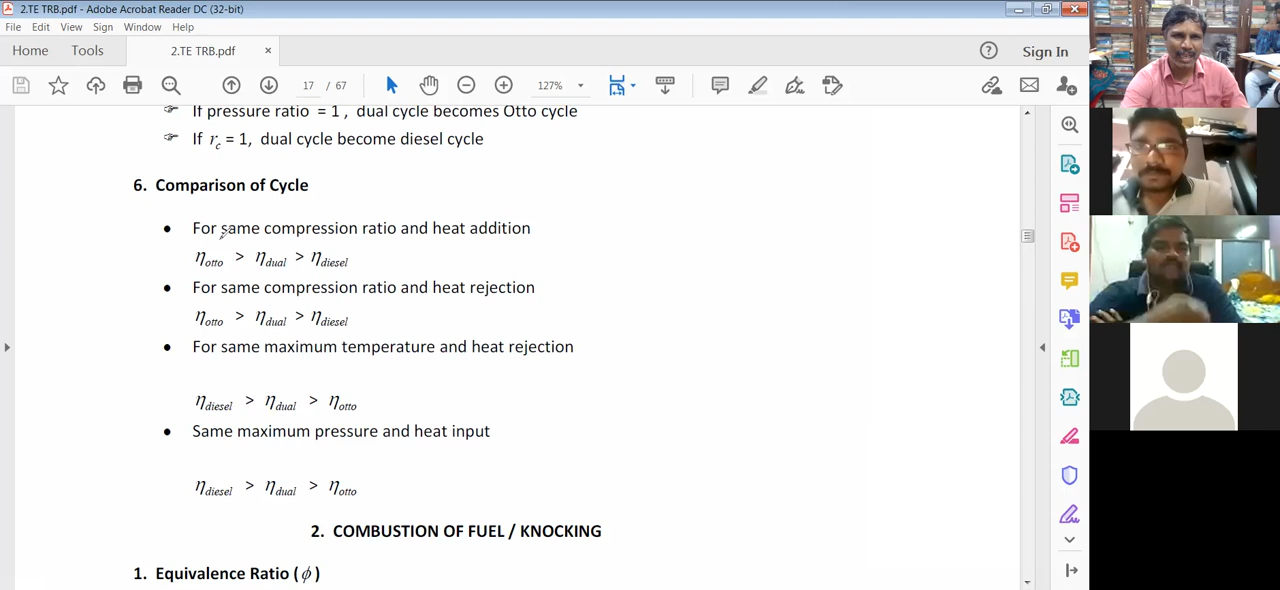 2.TE TRB.pdf - Adobe Acrobat Reader DC (32-bit)
File Edit View Sign Window Help
Home Tools 2.TE TRB.pdf × Sign In
17 / 67 127%
If pressure ratio = 1 , dual cycle becomes Otto cycle
If r_c = 1, dual cycle become diesel cycle
6. Comparison of Cycle
• For same compression ratio and heat addition
η_otto > η_dual > η_diesel
• For same compression ratio and heat rejection
η_otto > η_dual > η_diesel
• For same maximum temperature and heat rejection
η_diesel > η_dual > η_otto
• Same maximum pressure and heat input
η_diesel > η_dual > η_otto
2. COMBUSTION OF FUEL / KNOCKING
1. Equivalence Ratio ( ϕ )